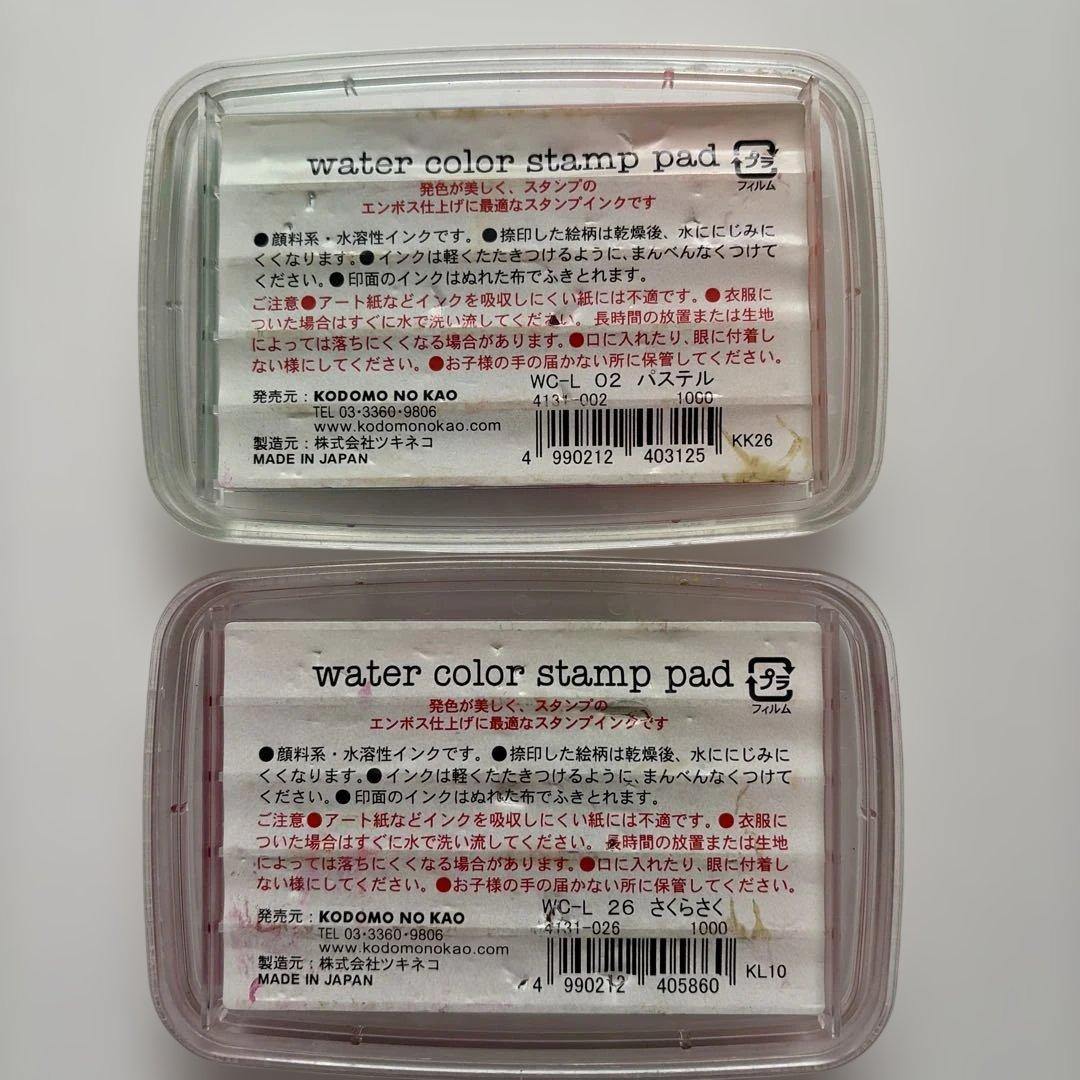 water color stamp pad
プラ
フィルム
発色が美しく、スタンプの
エンボス仕上げに最適なスタンプインクです
●顔料系・水溶性インクです。●捺印した絵柄は乾燥後、水ににじみに
くくなります。●インクは軽くたたきつけるように、まんべんなくつけて
ください。●印面のインクはぬれた布でふきとれます。
ご注意●アート紙などインクを吸収しにくい紙には不適です。●衣服に
ついた場合はすぐに水で洗い流してください。長時間の放置または生地
によっては落ちにくくなる場合があります。●口に入れたり、眼に付着し
ない様にしてください。●お子様の手の届かない所に保管してください。
WC-L 02 パステル
4131-002 1000
発売元：KODOMO NO KAO
TEL 03・3360・9806
www.kodomonokao.com
製造元：株式会社ツキネコ
MADE IN JAPAN
4 990212 403125
KK26
water color stamp pad
プラ
フィルム
発色が美しく、スタンプの
エンボス仕上げに最適なスタンプインクです
●顔料系・水溶性インクです。●捺印した絵柄は乾燥後、水ににじみに
くくなります。●インクは軽くたたきつけるように、まんべんなくつけて
ください。●印面のインクはぬれた布でふきとれます。
ご注意●アート紙などインクを吸収しにくい紙には不適です。●衣服に
ついた場合はすぐに水で洗い流してください。長時間の放置または生地
によっては落ちにくくなる場合があります。●口に入れたり、眼に付着し
ない様にしてください。●お子様の手の届かない所に保管してください。
WC-L 26 さくらさく
4131-026 1000
発売元：KODOMO NO KAO
TEL 03・3360・9806
www.kodomonokao.com
製造元：株式会社ツキネコ
MADE IN JAPAN
4 990212 405860
KL10